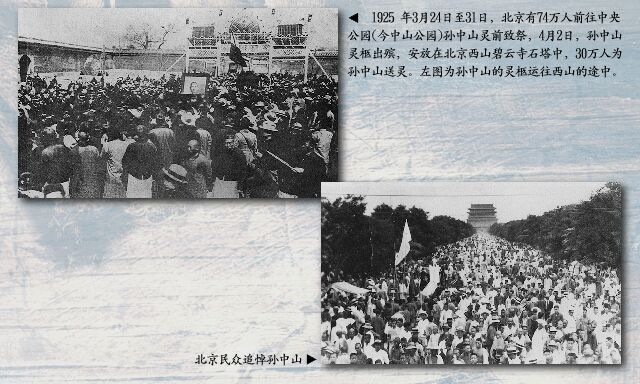 ◀ 1925 年3月24日至31日，北京有74万人前往中央
公园(今中山公园)孙中山灵前致祭，4月2日，孙中山
灵柩出殡，安放在北京西山碧云寺石塔中，30万人为
孙中山送灵。左图为孙中山的灵柩运往西山的途中。
北京民众追悼孙中山 ▶